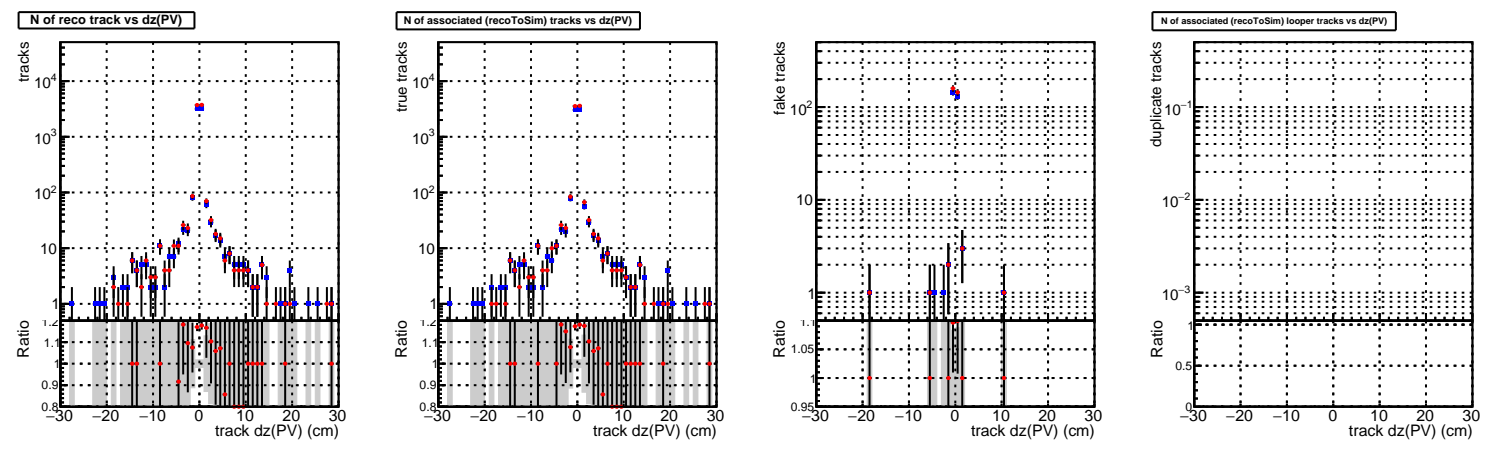 N of reco track vs dz(PV)
tracks
10⁴
10³
10²
10
1
Ratio
1.2
1.1
1
0.9
0.8
−30 −20 −10 0 10 20 30
track dz(PV) (cm)
N of associated (recoToSim) tracks vs dz(PV)
true tracks
10⁴
10³
10²
10
1
Ratio
1.2
1.1
1
0.9
0.8
−30 −20 −10 0 10 20 30
track dz(PV) (cm)
fake tracks
10²
10
1
Ratio
1.1
1.05
1
0.95
−30 −20 −10 0 10 20 30
track dz(PV) (cm)
N of associated (recoToSim) looper tracks vs dz(PV)
duplicate tracks
10⁻¹
10⁻²
10⁻³
Ratio
1
0.5
0
−30 −20 −10 0 10 20 30
track dz(PV) (cm)